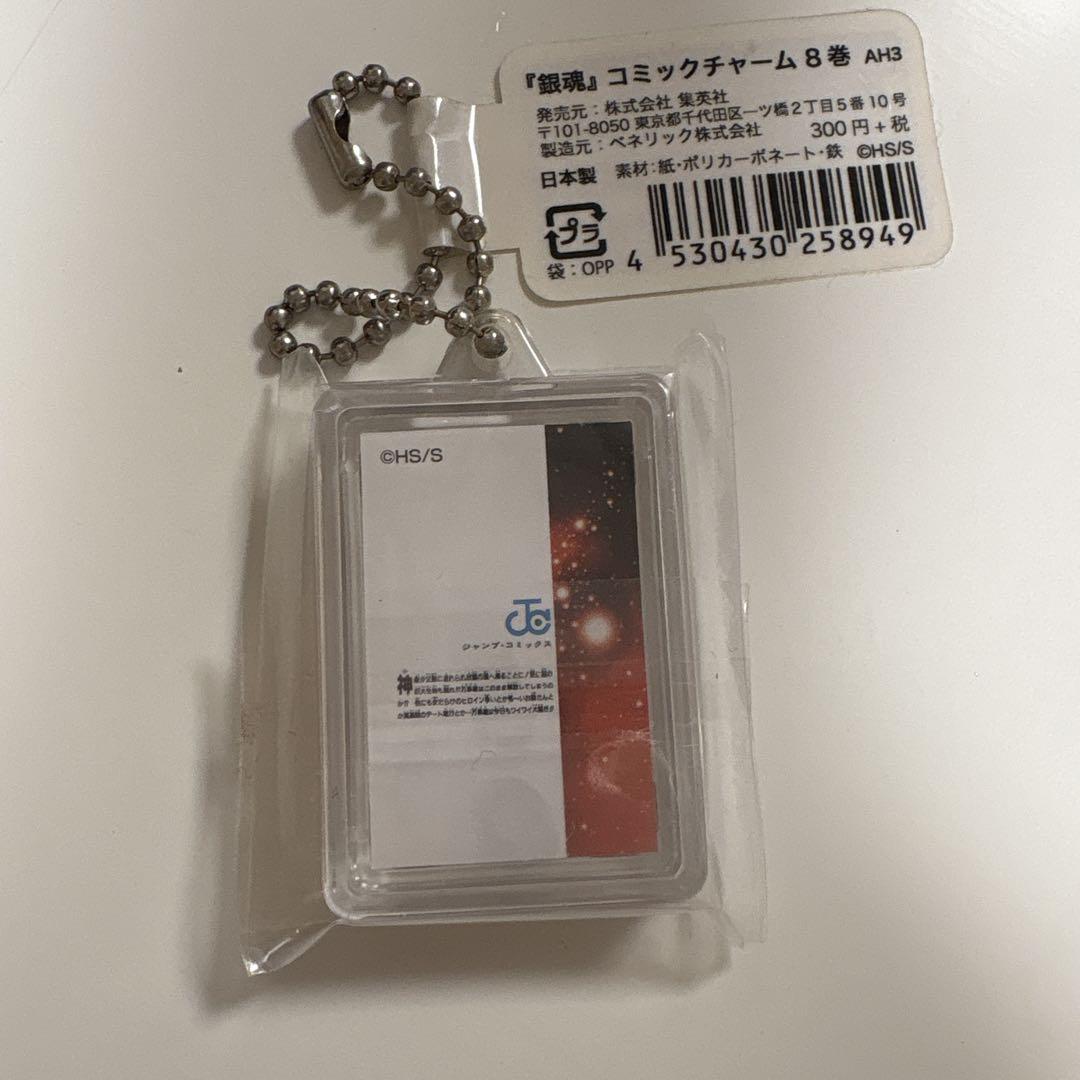 『銀魂』コミックチャーム8巻 AH3
発売元：株式会社 集英社
〒101-8050 東京都千代田区一ツ橋2丁目5番10号
製造元：ベネリック株式会社 300円+税
日本製 素材：紙・ポリカーボネート・鉄 ©HS/S
プラ
袋：OPP
4 530430 258949
©HS/S
JC
ジャンプ・コミックス
神